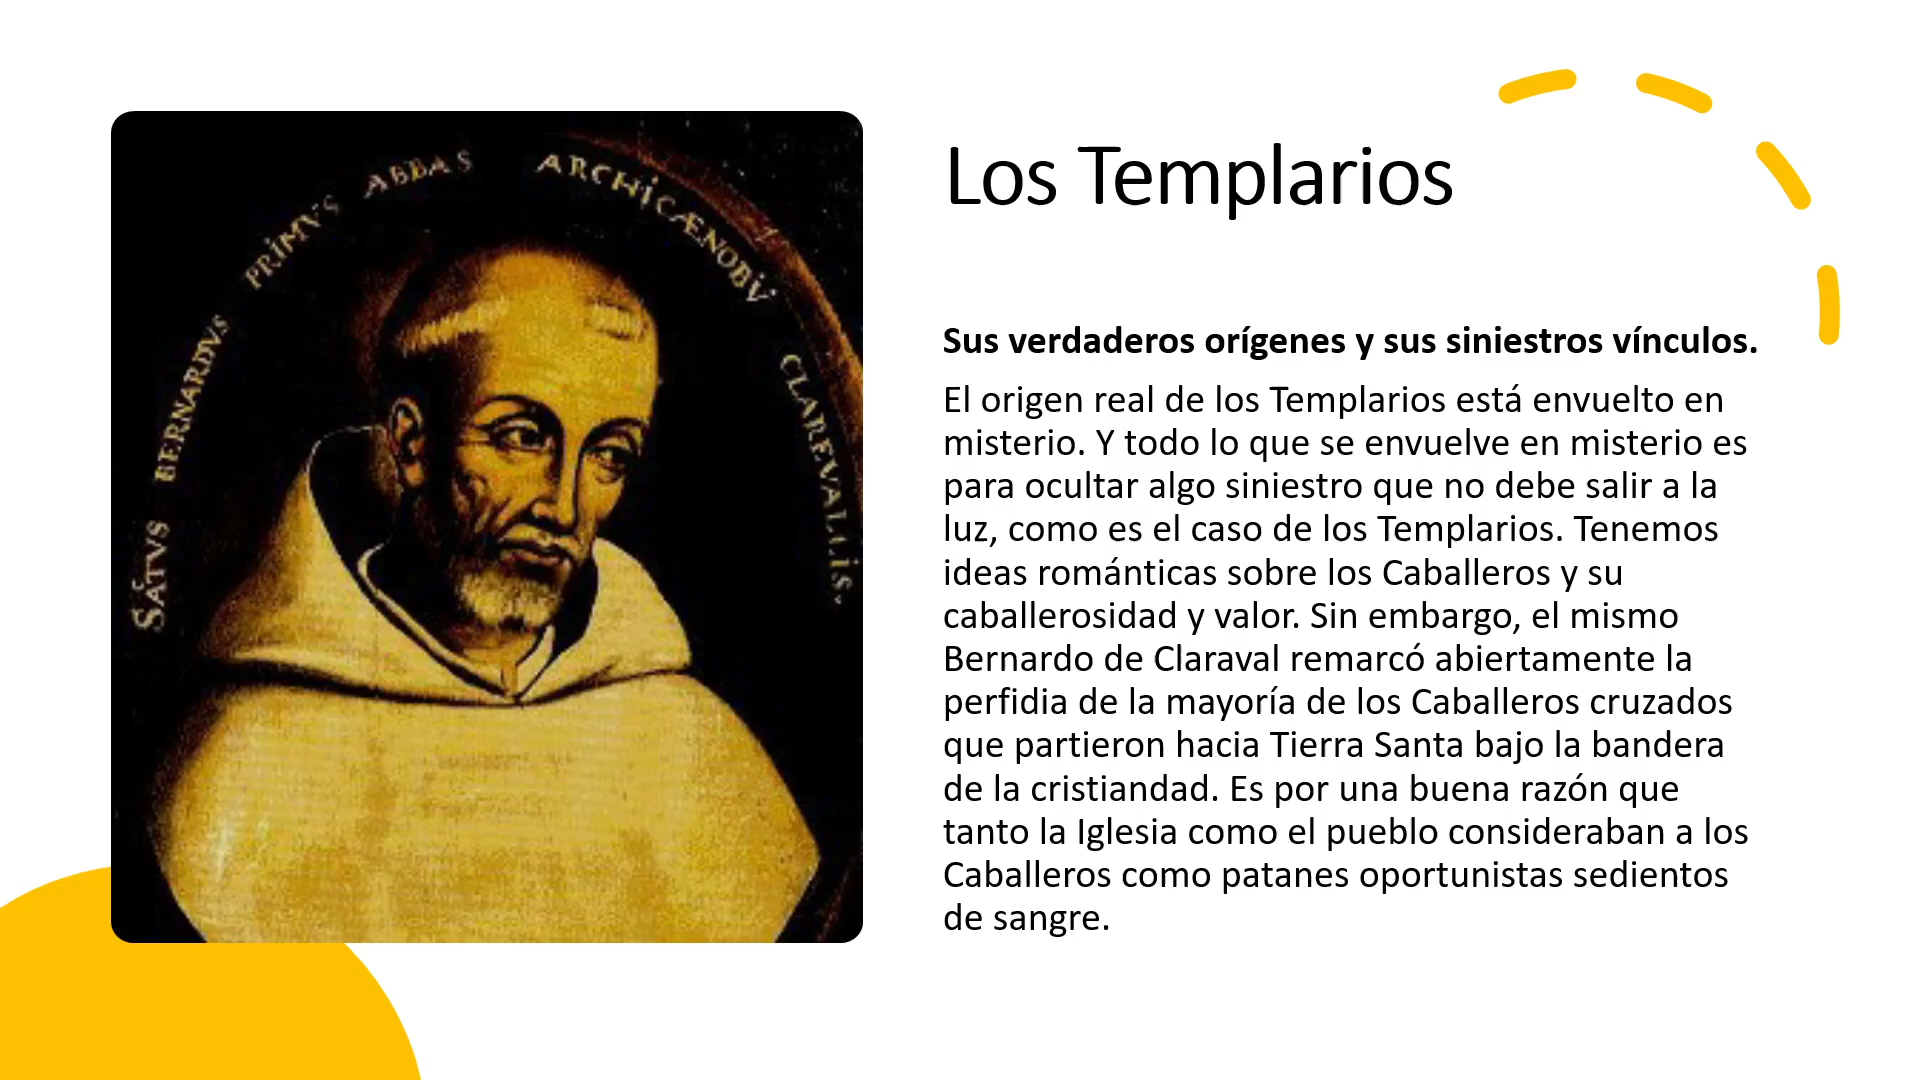 SATVS BERNARDVS PRIMVS ABBAS ARCHICÆNOBÿ CLAREVALLIS.
Los Templarios
Sus verdaderos orígenes y sus siniestros vínculos.
El origen real de los Templarios está envuelto en
misterio. Y todo lo que se envuelve en misterio es
para ocultar algo siniestro que no debe salir a la
luz, como es el caso de los Templarios. Tenemos
ideas románticas sobre los Caballeros y su
caballerosidad y valor. Sin embargo, el mismo
Bernardo de Claraval remarcó abiertamente la
perfidia de la mayoría de los Caballeros cruzados
que partieron hacia Tierra Santa bajo la bandera
de la cristiandad. Es por una buena razón que
tanto la Iglesia como el pueblo consideraban a los
Caballeros como patanes oportunistas sedientos
de sangre.